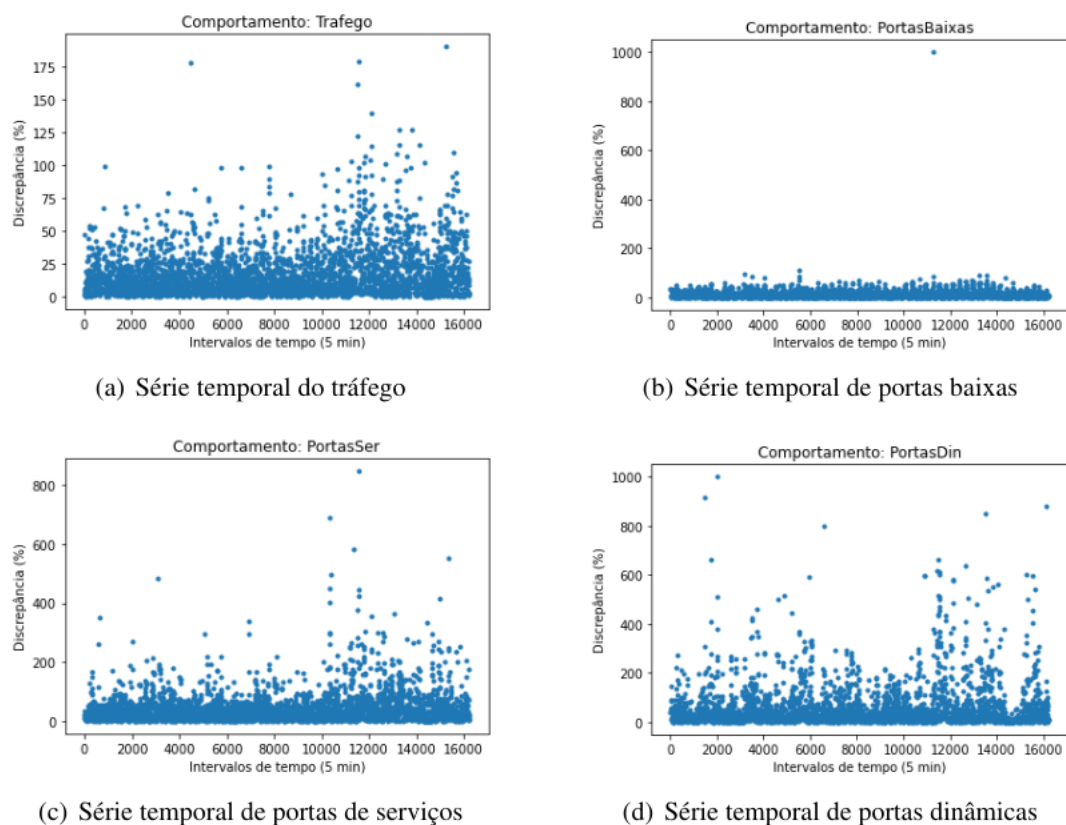 Comportamento: Trafego
Discrepância (%)
175
150
125
100
75
50
25
0
0 2000 4000 6000 8000 10000 12000 14000 16000
Intervalos de tempo (5 min)
(a) Série temporal do tráfego
Comportamento: PortasBaixas
Discrepância (%)
1000
800
600
400
200
0
0 2000 4000 6000 8000 10000 12000 14000 16000
Intervalos de tempo (5 min)
(b) Série temporal de portas baixas
Comportamento: PortasSer
Discrepância (%)
800
600
400
200
0
0 2000 4000 6000 8000 10000 12000 14000 16000
Intervalos de tempo (5 min)
(c) Série temporal de portas de serviços
Comportamento: PortasDin
Discrepância (%)
1000
800
600
400
200
0
0 2000 4000 6000 8000 10000 12000 14000 16000
Intervalos de tempo (5 min)
(d) Série temporal de portas dinâmicas